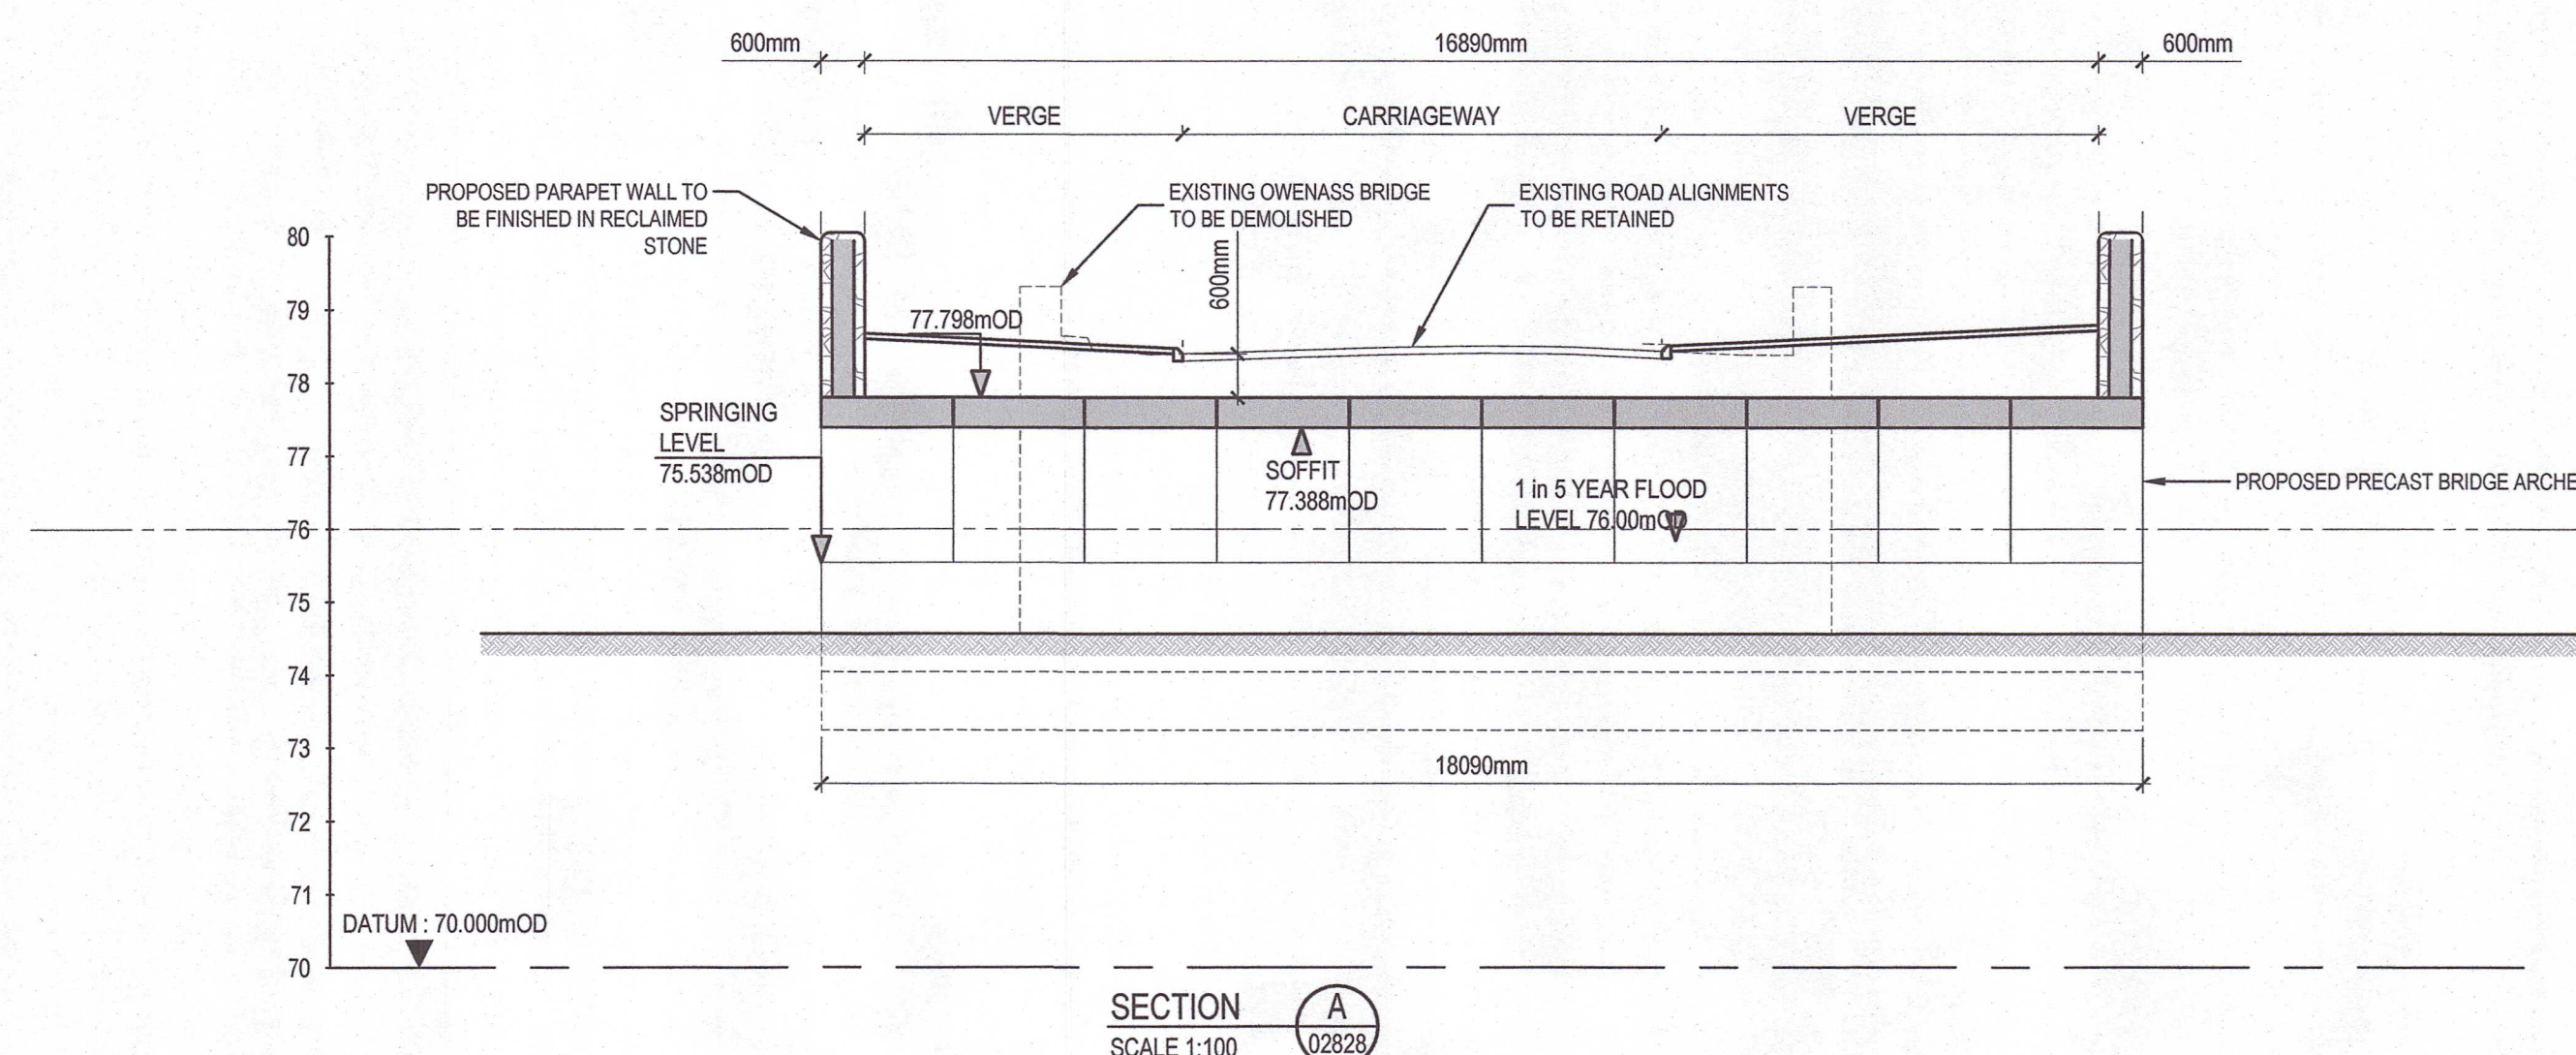 600mm
16890mm
600mm
VERGE
CARRIAGEWAY
VERGE
PROPOSED PARAPET WALL TO
BE FINISHED IN RECLAIMED
STONE
EXISTING OWENASS BRIDGE
TO BE DEMOLISHED
EXISTING ROAD ALIGNMENTS
TO BE RETAINED
600mm
80
79
78
77
76
75
74
73
72
71
70
77.798mOD
SPRINGING
LEVEL
75.538mOD
SOFFIT
77.388mOD
1 in 5 YEAR FLOOD
LEVEL 76.00mOD
PROPOSED PRECAST BRIDGE ARCHE
18090mm
DATUM : 70.000mOD
SECTION
SCALE 1:100
A
02828